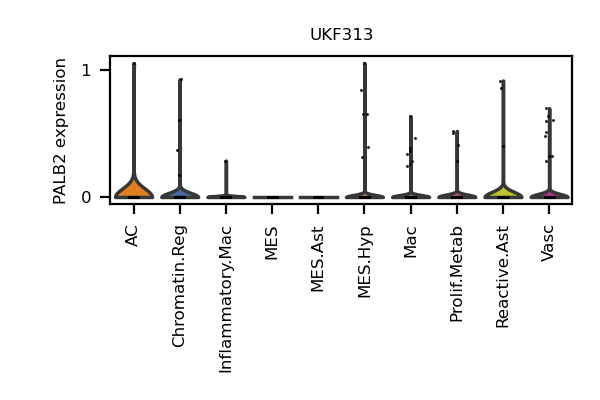 UKF313
PALB2 expression
1
0
AC
Chromatin.Reg
Inflammatory.Mac
MES
MES.Ast
MES.Hyp
Mac
Prolif.Metab
Reactive.Ast
Vasc